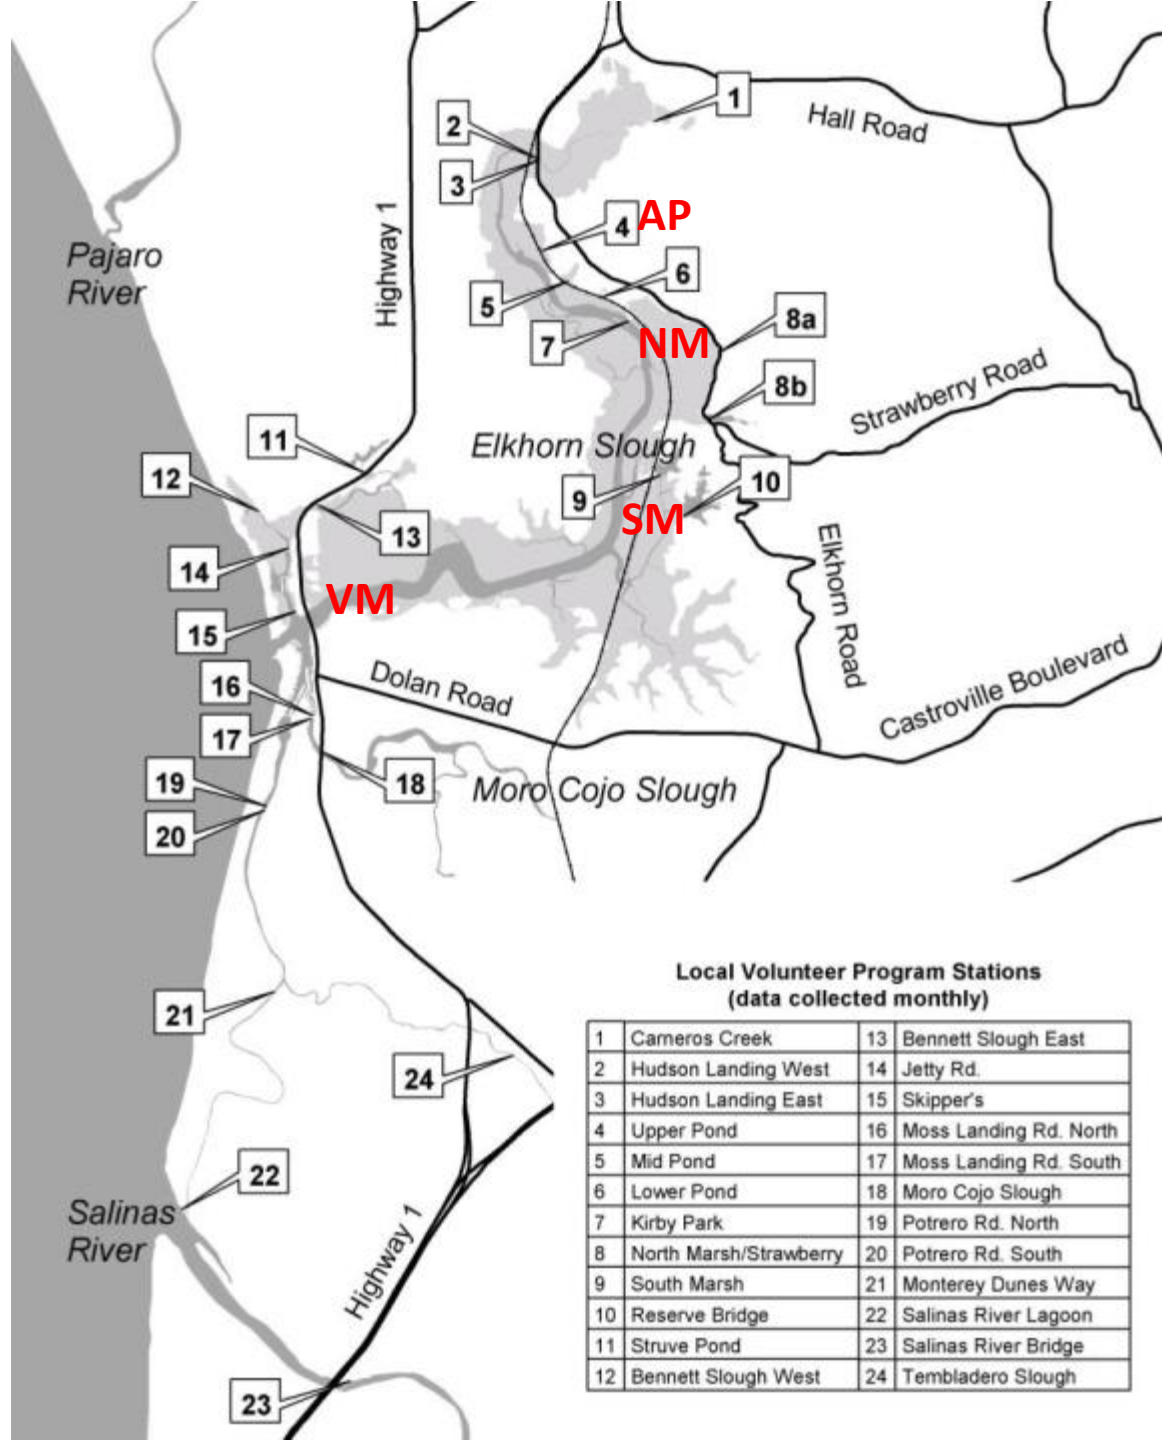 1
Hall Road
2
3
Highway 1
4
AP
Pajaro
River
6
5
7
NM
8a
8b
Strawberry Road
11
Elkhorn Slough
12
9
10
SM
13
14
VM
Elkhorn Road
15
Dolan Road
Castroville Boulevard
16
17
18
Moro Cojo Slough
19
20
21
24
22
Salinas
River
Highway 1
23
Local Volunteer Program Stations
(data collected monthly)
1 Carneros Creek 13 Bennett Slough East
2 Hudson Landing West 14 Jetty Rd.
3 Hudson Landing East 15 Skipper's
4 Upper Pond 16 Moss Landing Rd. North
5 Mid Pond 17 Moss Landing Rd. South
6 Lower Pond 18 Moro Cojo Slough
7 Kirby Park 19 Potrero Rd. North
8 North Marsh/Strawberry 20 Potrero Rd. South
9 South Marsh 21 Monterey Dunes Way
10 Reserve Bridge 22 Salinas River Lagoon
11 Struve Pond 23 Salinas River Bridge
12 Bennett Slough West 24 Tembladero Slough